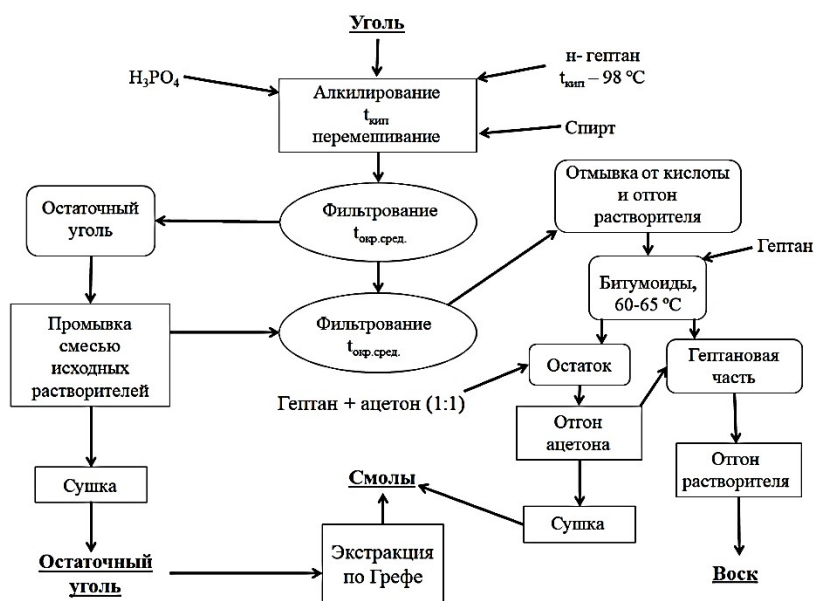 Уголь
H₃PO₄
н- гептан
tкип – 98 ºС
Алкилирование
tкип
перемешивание
Спирт
Остаточный
уголь
Фильтрование
tокр.сред.
Отмывка от кислоты
и отгон
растворителя
Гептан
Битумоиды,
60-65 ºС
Промывка
смесью
исходных
растворителей
Фильтрование
tокр.сред.
Остаток
Гептановая
часть
Гептан + ацетон (1:1)
Отгон
ацетона
Отгон
растворителя
Сушка
Смолы
Сушка
Остаточный
уголь
Экстракция
по Грефе
Воск